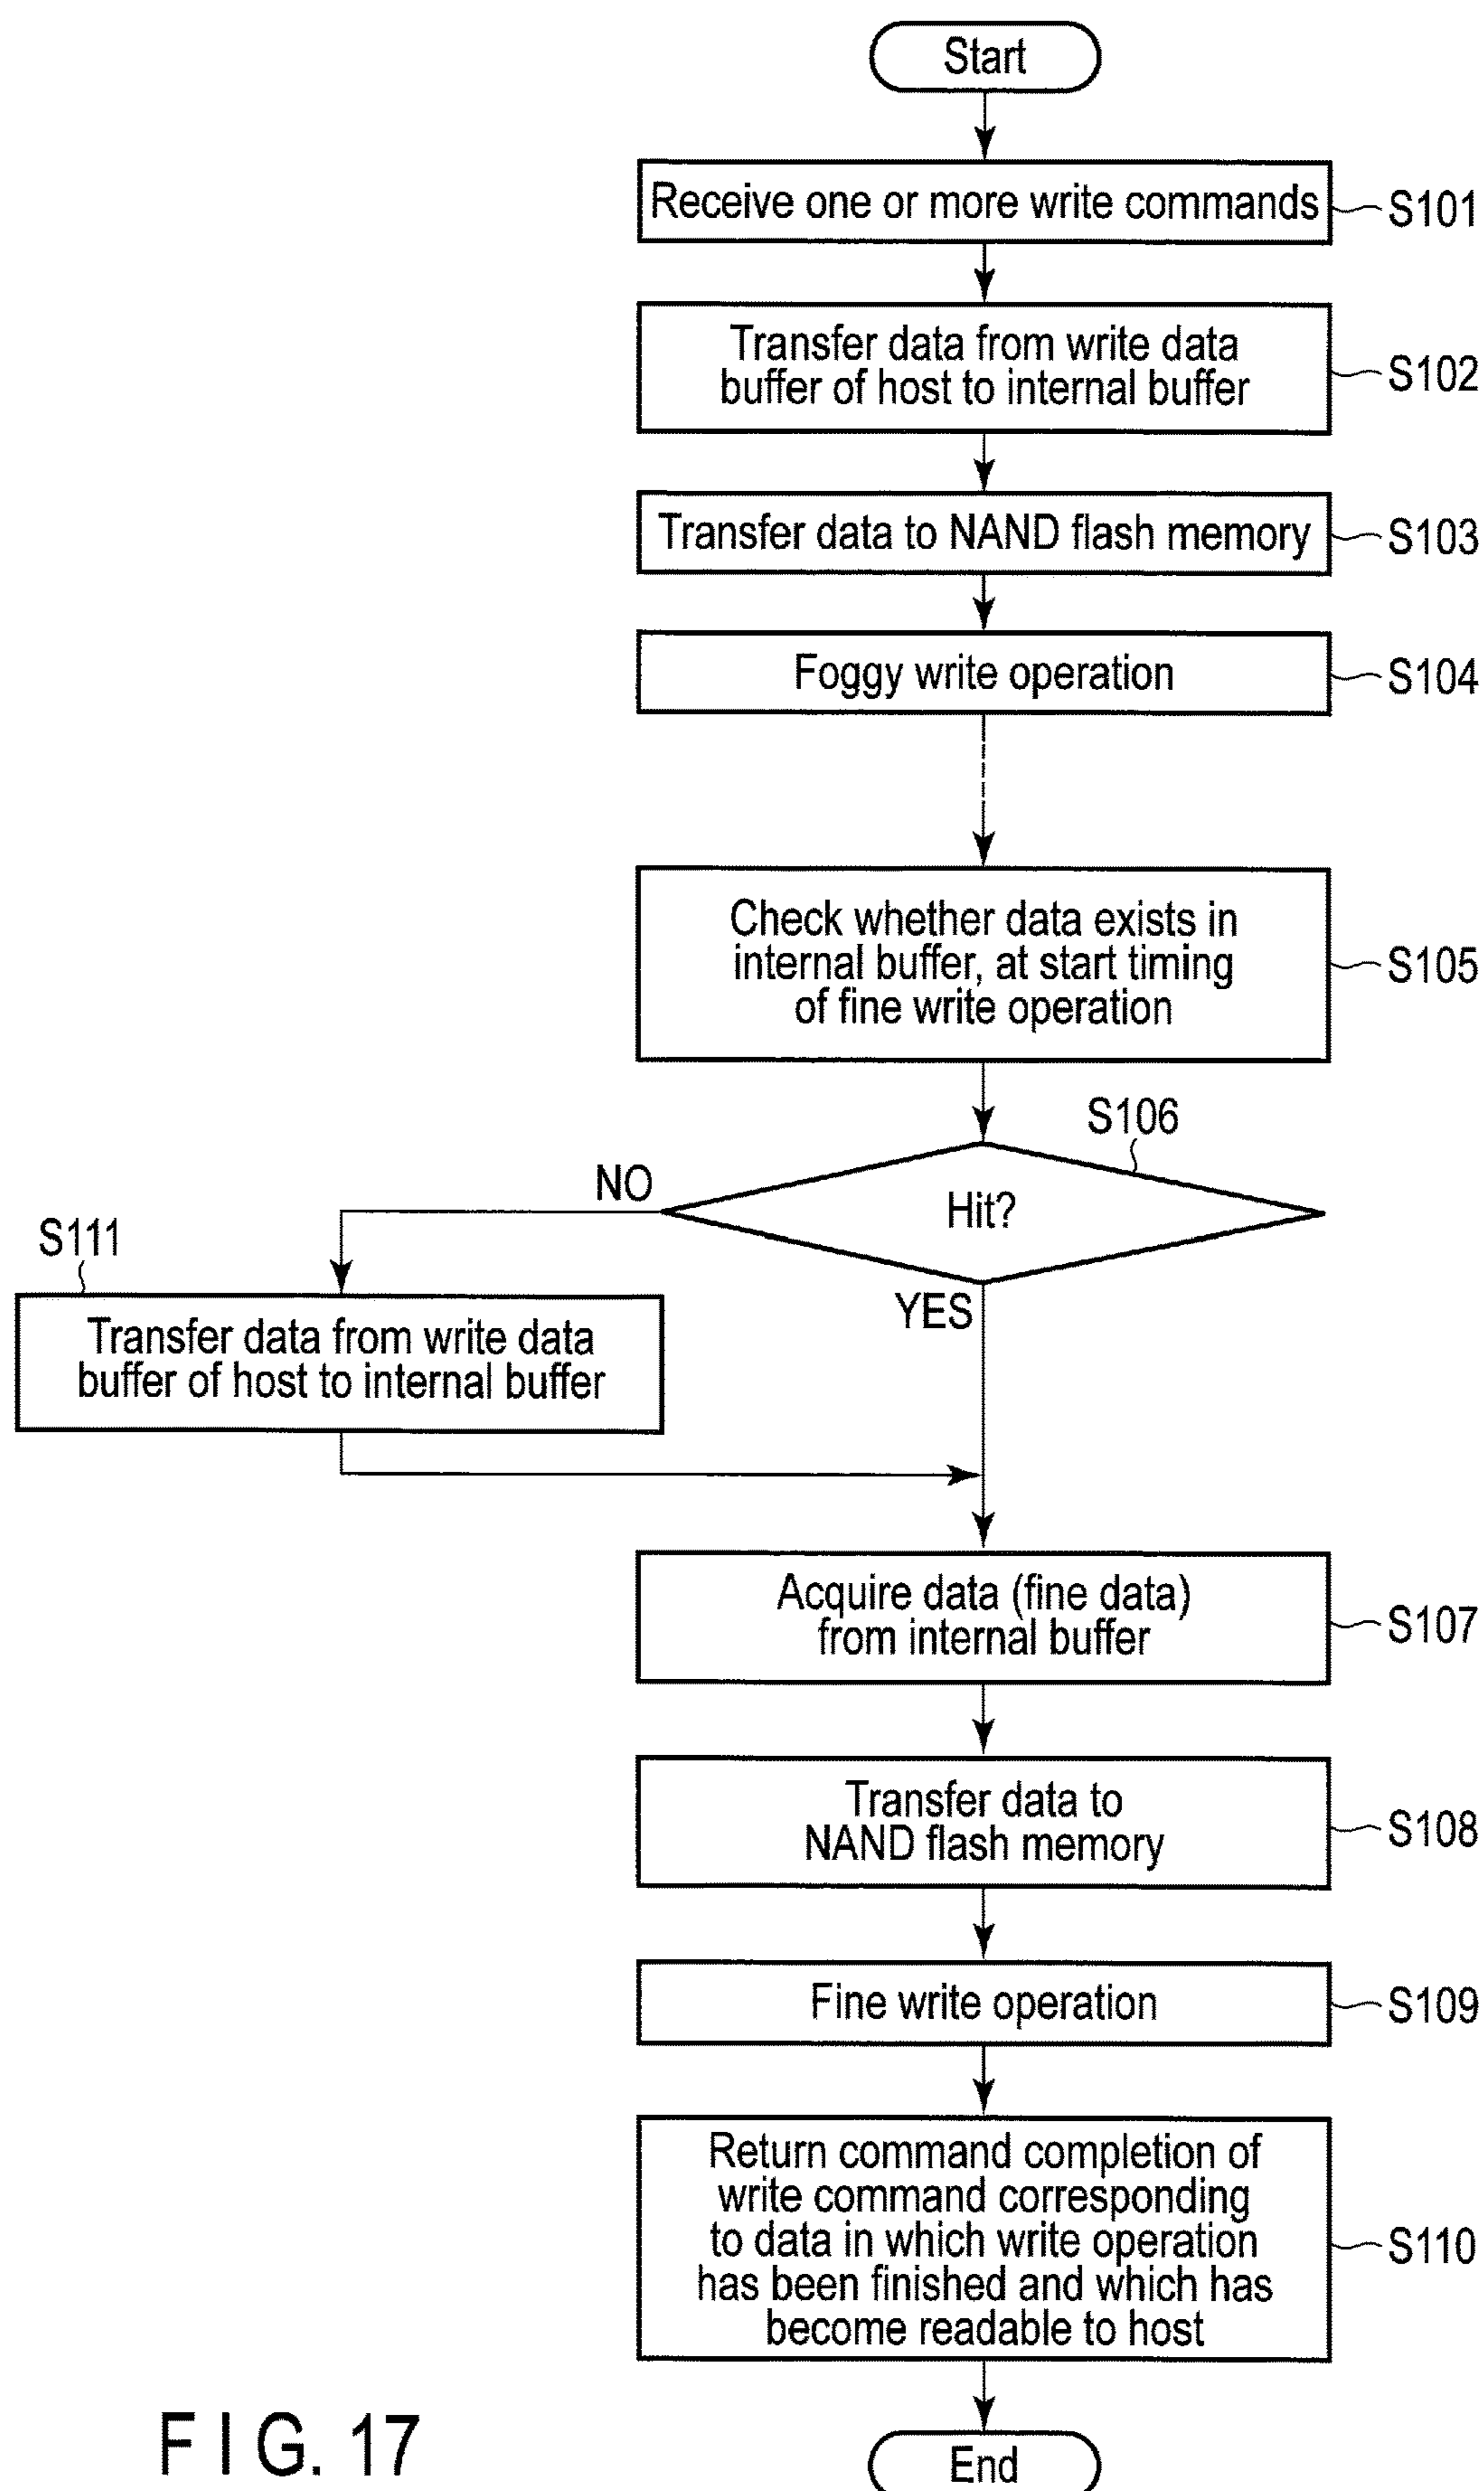 Start
Receive one or more write commands
S101
Transfer data from write data
buffer of host to internal buffer
S102
Transfer data to NAND flash memory
S103
Foggy write operation
S104
Check whether data exists in
internal buffer, at start timing
of fine write operation
S105
S106
Hit?
NO
YES
S111
Transfer data from write data
buffer of host to internal buffer
Acquire data (fine data)
from internal buffer
S107
Transfer data to
NAND flash memory
S108
Fine write operation
S109
Return command completion of
write command corresponding
to data in which write operation
has been finished and which has
become readable to host
S110
End
FIG. 17